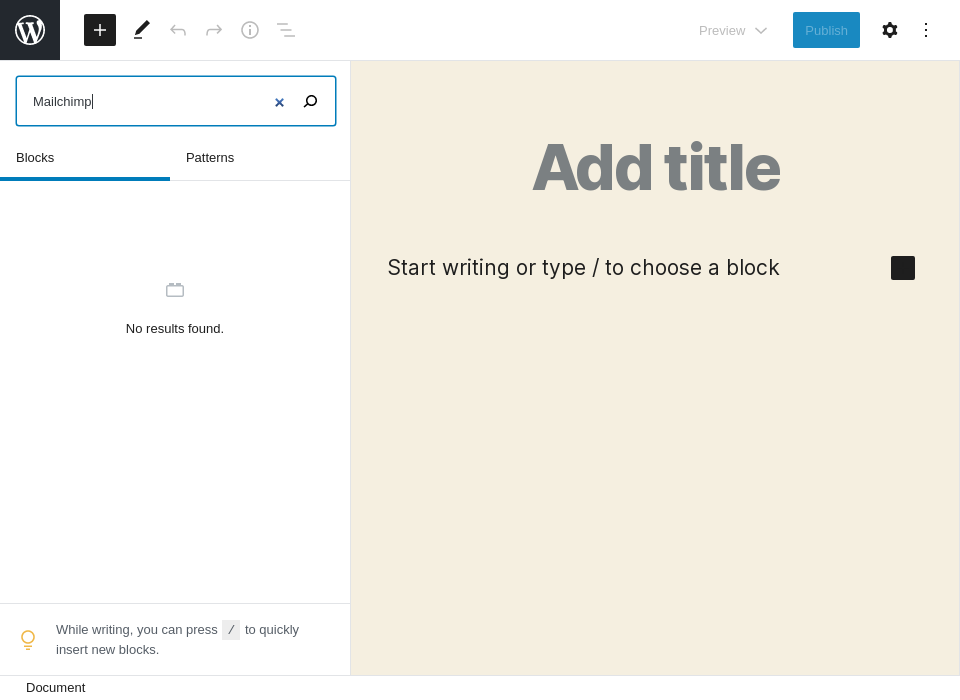 Preview
Publish
Mailchimp
Blocks
Patterns
No results found.
While writing, you can press / to quickly
insert new blocks.
Add title
Start writing or type / to choose a block
Document